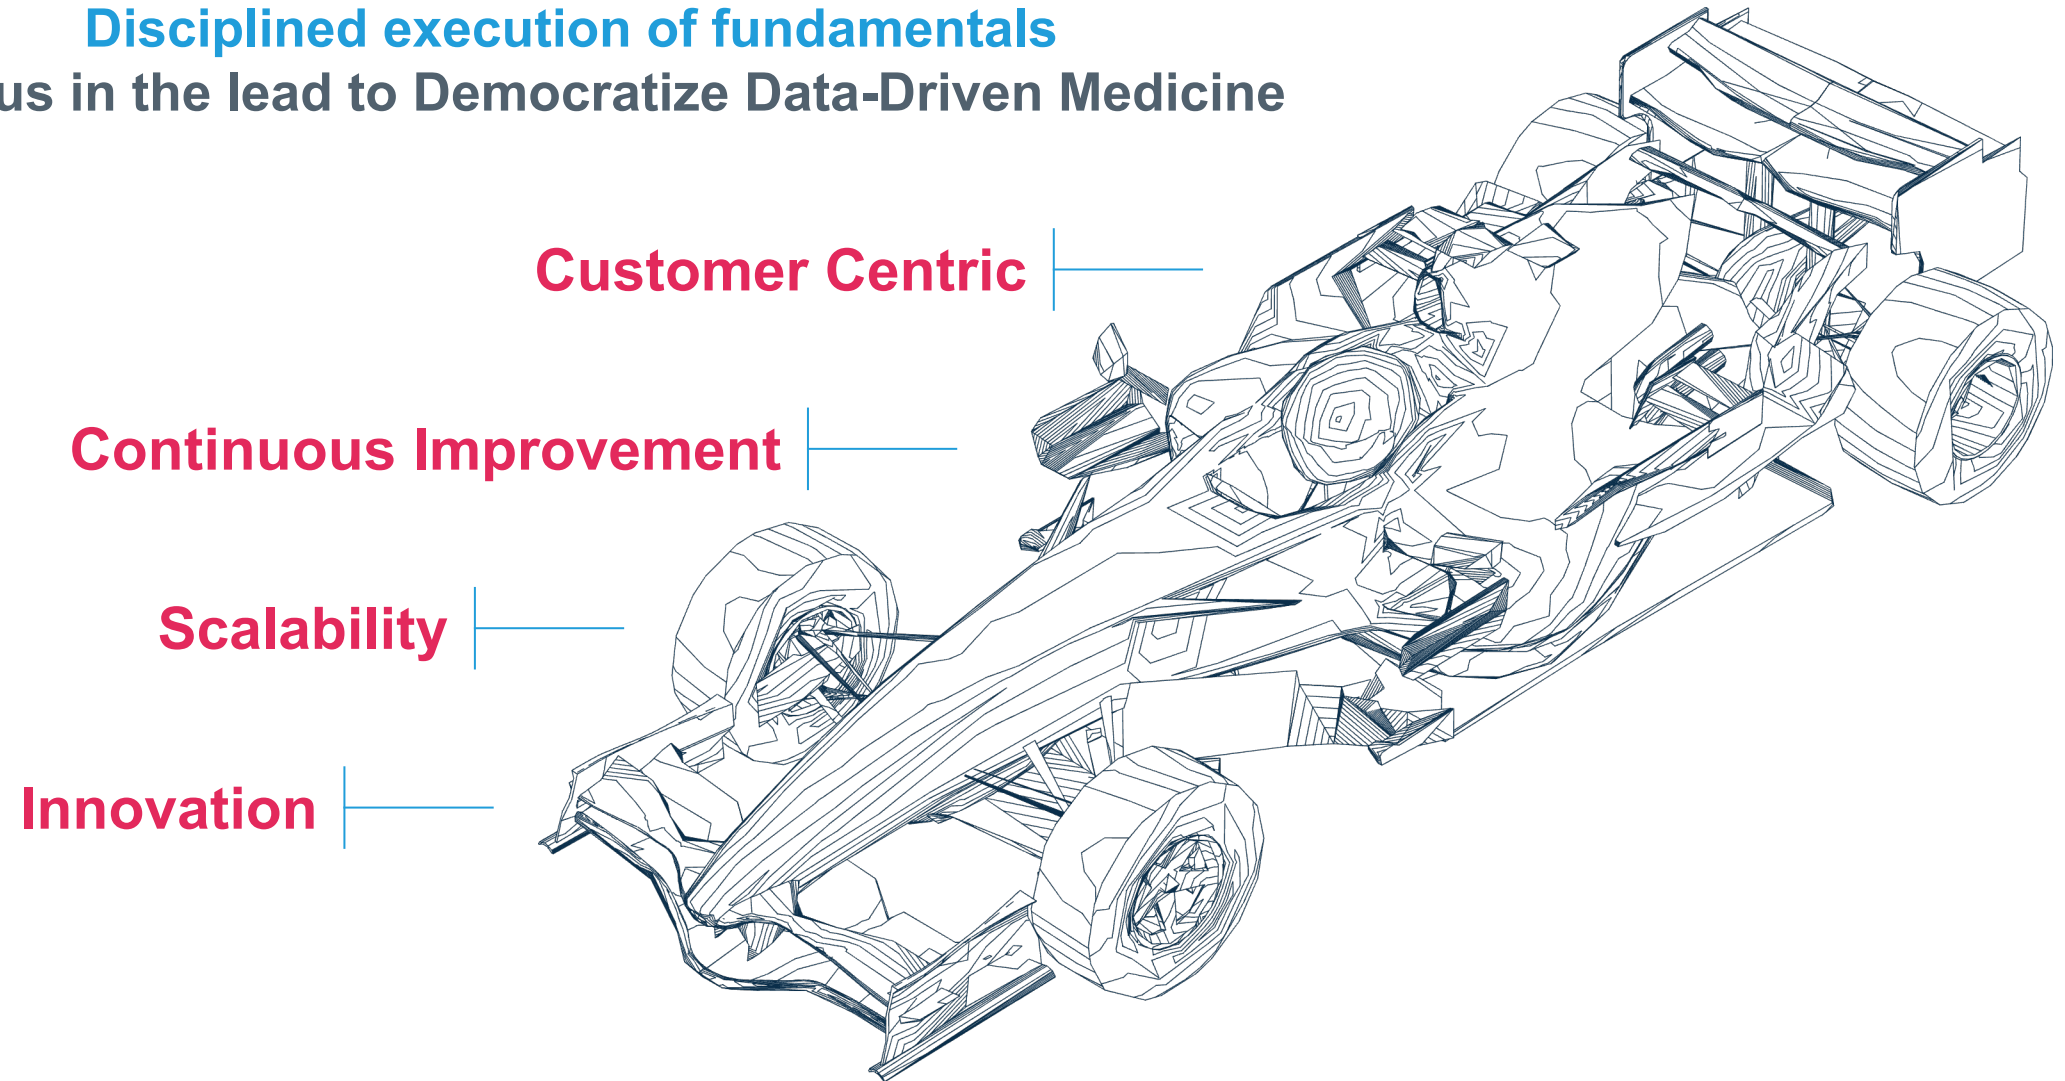 Disciplined execution of fundamentals
us in the lead to Democratize Data-Driven Medicine
Customer Centric
Continuous Improvement
Scalability
Innovation